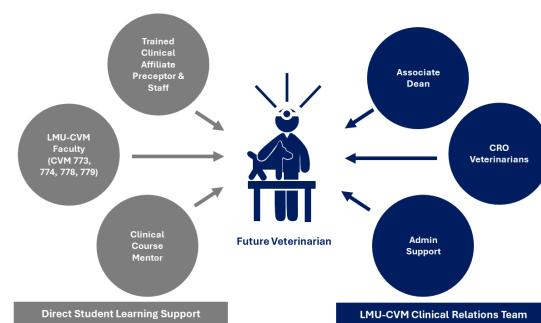 Trained
Clinical
Affiliate
Preceptor &
Staff
LMU-CVM
Faculty
(CVM 773,
774, 778, 779)
Clinical
Course
Mentor
Direct Student Learning Support
Future Veterinarian
Associate
Dean
CRO
Veterinarians
Admin
Support
LMU-CVM Clinical Relations Team